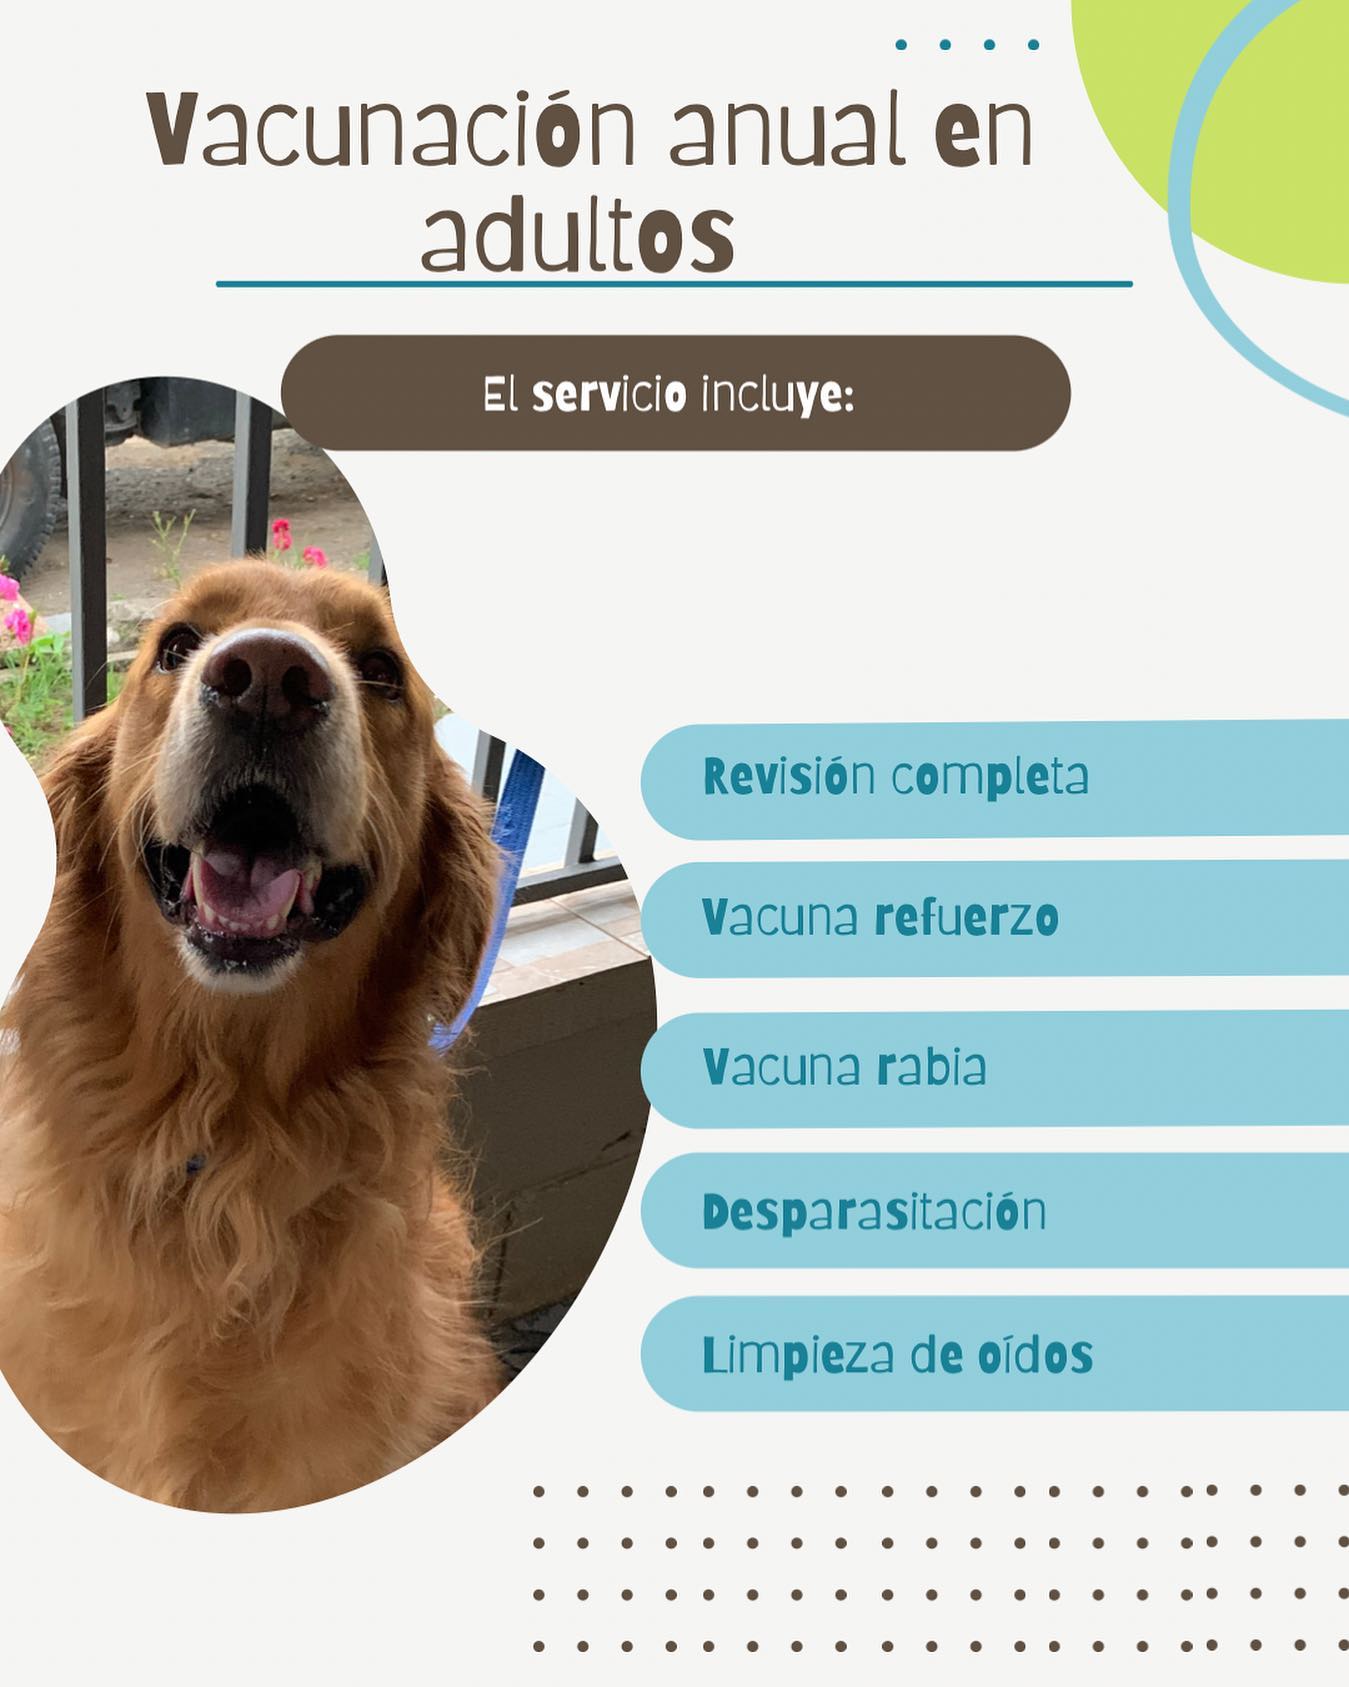 Vacunación anual en
adultos
El servicio incluye:
Revisión completa
Vacuna refuerzo
Vacuna rabia
Desparasitación
Limpieza de oídos